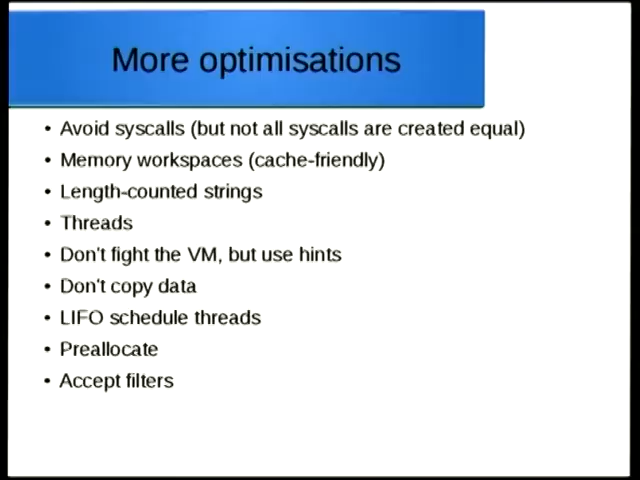 More optimisations
• Avoid syscalls (but not all syscalls are created equal)
• Memory workspaces (cache-friendly)
• Length-counted strings
• Threads
• Don't fight the VM, but use hints
• Don't copy data
• LIFO schedule threads
• Preallocate
• Accept filters